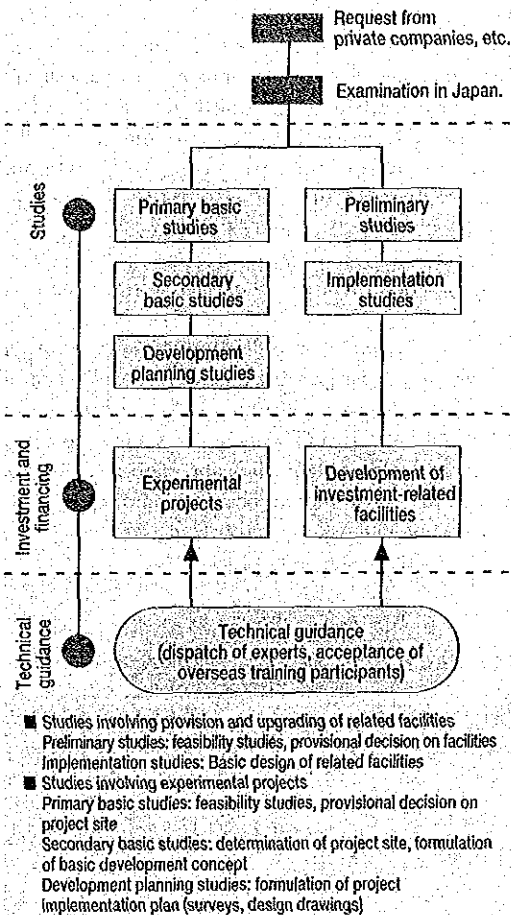 Request from
private companies, etc.
Examination in Japan.
Studies
Primary basic
studies
Preliminary
studies
Secondary
basic studies
Implementation
studies
Development
planning studies
Investment and
financing
Experimental
projects
Development of
investment-related
facilities
Technical
guidance
Technical guidance
(dispatch of experts, acceptance of
overseas training participants)
■ Studies involving provision and upgrading of related facilities
Preliminary studies: feasibility studies, provisional decision on facilities
Implementation studies: Basic design of related facilities
■ Studies involving experimental projects
Primary basic studies: feasibility studies, provisional decision on
project site
Secondary basic studies: determination of project site, formulation
of basic development concept
Development planning studies: formulation of project
Implementation plan (surveys, design drawings)